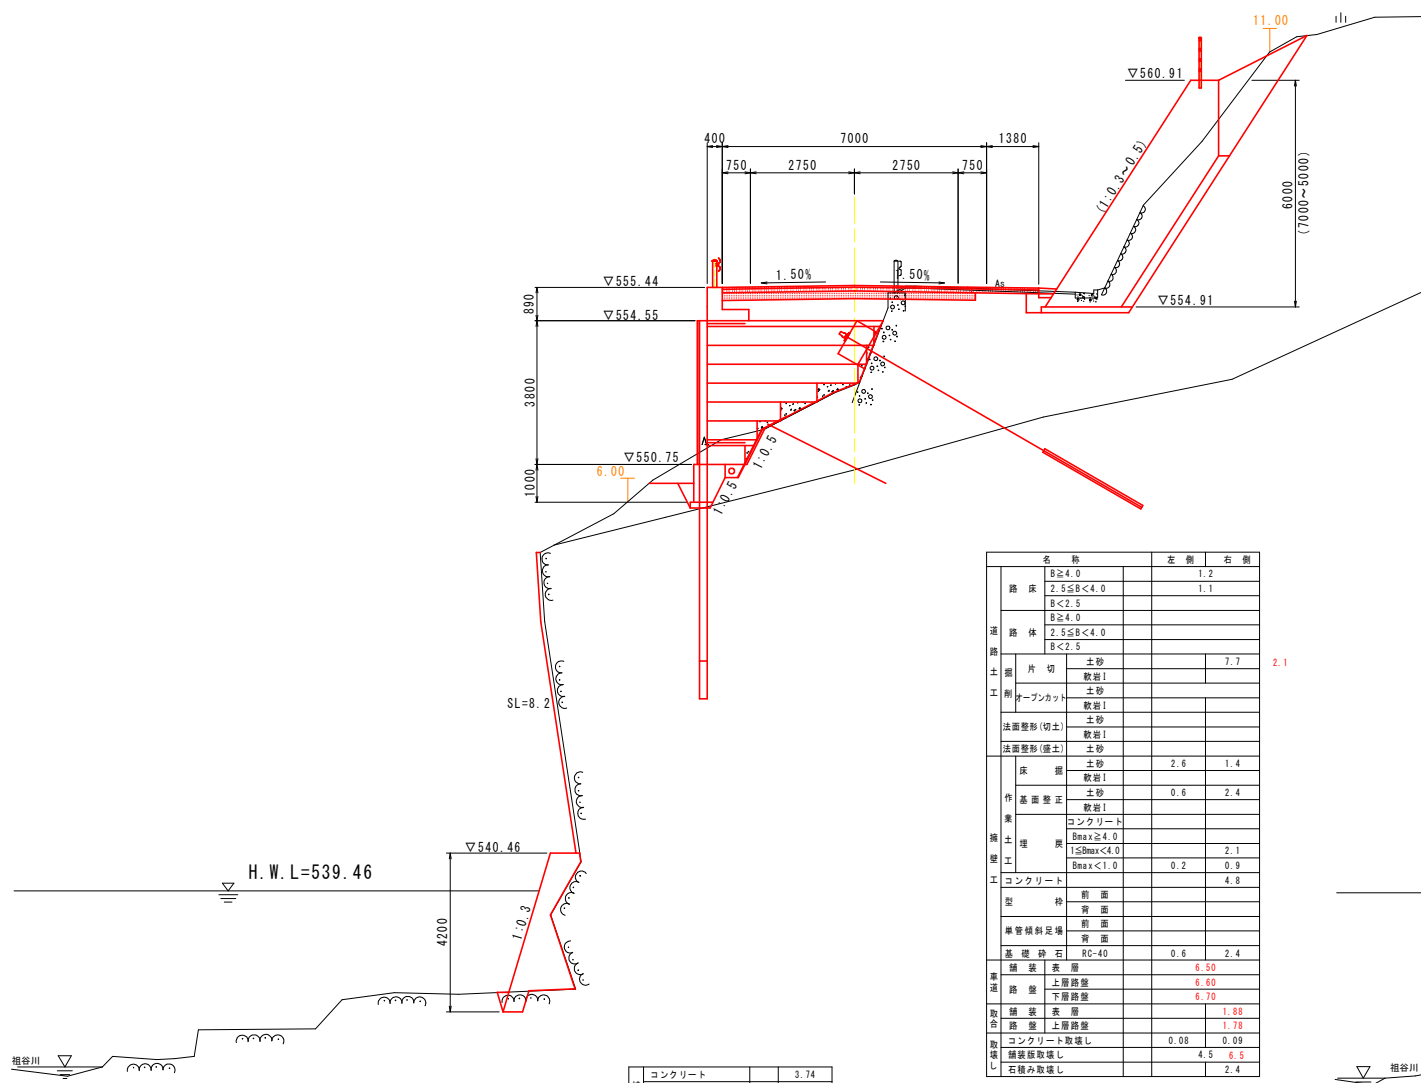 11.00
▽560.91
400 7000 1380
750 2750 2750 750
(1:0.3~0.5)
6000
(7000~5000)
▽555.44
1.50%
.50%
As
▽554.91
890
▽554.55
3800
▽550.75
6.00
1000
1:0.5
1:0.5
SL=8.2
▽540.46
H.W.L=539.46
4200
1:0.3
祖谷川
祖谷川
名 称 左 側 右 側
道路土工
路 床 B≧4.0 1.2
2.5≦B<4.0 1.1
B<2.5
路 体 B≧4.0
2.5≦B<4.0
B<2.5
掘削 片 切 土砂 7.7 2.1
軟岩I
オープンカット 土砂
軟岩I
法面整形(切土) 土砂
軟岩I
法面整形(盛土) 土砂
擁壁工
作業土工 床 掘 土砂 2.6 1.4
軟岩I
基面整正 土砂 0.6 2.4
軟岩I
埋 戻 コンクリート
Bmax≧4.0
1≦Bmax<4.0 2.1
Bmax<1.0 0.2 0.9
コンクリート 4.8
型 枠 前 面
背 面
単管傾斜足場 前 面
背 面
基礎砕石 RC-40 0.6 2.4
車道 舗 装 表 層 6.50
路 盤 上層路盤 6.60
下層路盤 6.70
取合 舗 装 表 層 1.88
路 盤 上層路盤 1.78
取壊し コンクリート取壊し 0.08 0.09
舗装版取壊し 4.5 6.5
石積み取壊し 2.4
コンクリート 3.74